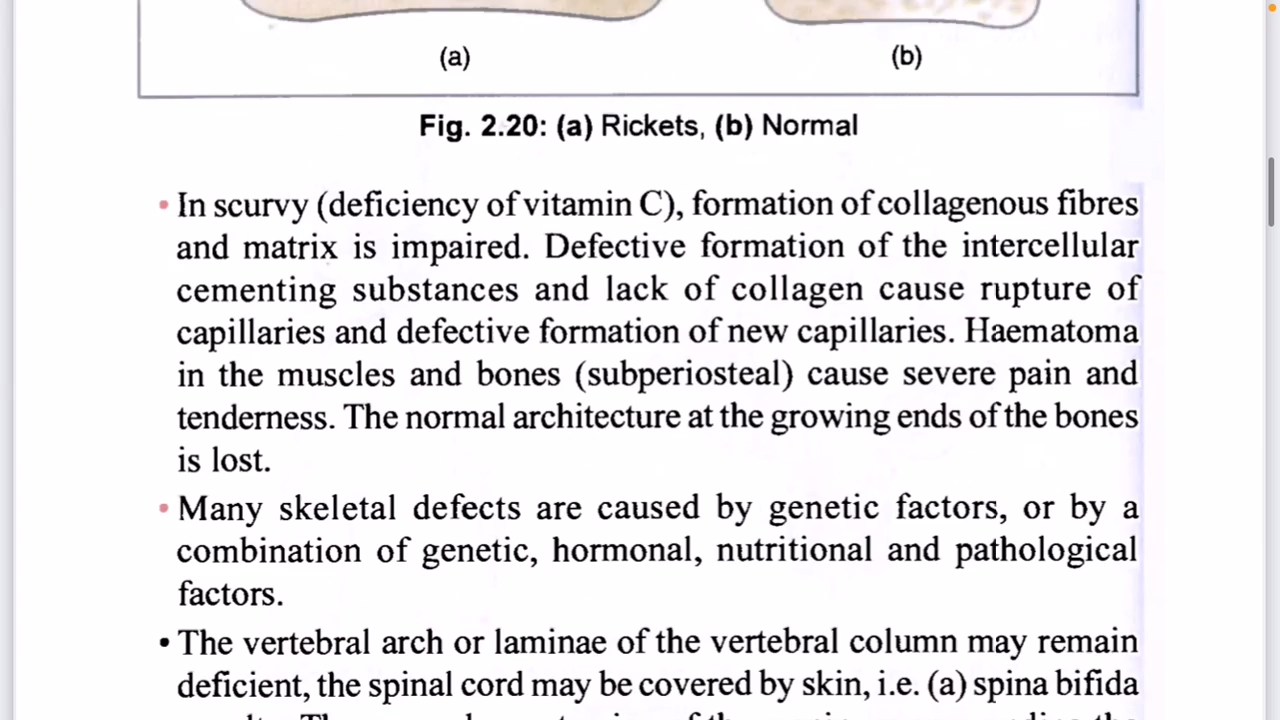 (a)
(b)
Fig. 2.20: (a) Rickets, (b) Normal
• In scurvy (deficiency of vitamin C), formation of collagenous fibres
and matrix is impaired. Defective formation of the intercellular
cementing substances and lack of collagen cause rupture of
capillaries and defective formation of new capillaries. Haematoma
in the muscles and bones (subperiosteal) cause severe pain and
tenderness. The normal architecture at the growing ends of the bones
is lost.
• Many skeletal defects are caused by genetic factors, or by a
combination of genetic, hormonal, nutritional and pathological
factors.
• The vertebral arch or laminae of the vertebral column may remain
deficient, the spinal cord may be covered by skin, i.e. (a) spina bifida